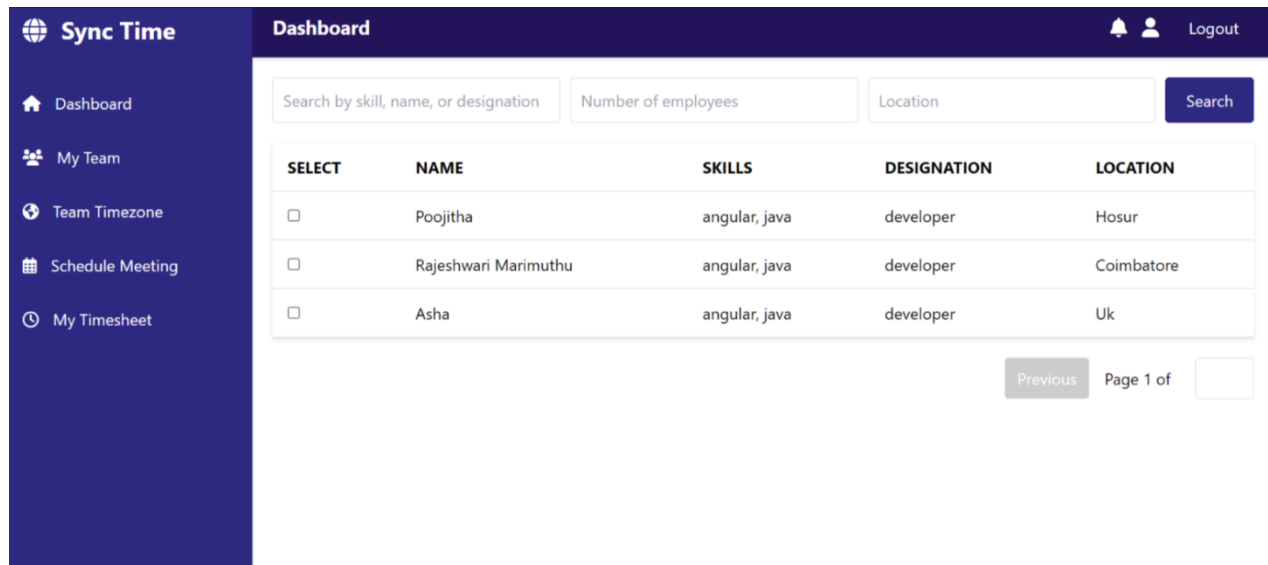 Sync Time
Dashboard
My Team
Team Timezone
Schedule Meeting
My Timesheet
Dashboard
Logout
Search by skill, name, or designation
Number of employees
Location
Search
SELECT NAME SKILLS DESIGNATION LOCATION
Poojitha angular, java developer Hosur
Rajeshwari Marimuthu angular, java developer Coimbatore
Asha angular, java developer Uk
Previous Page 1 of